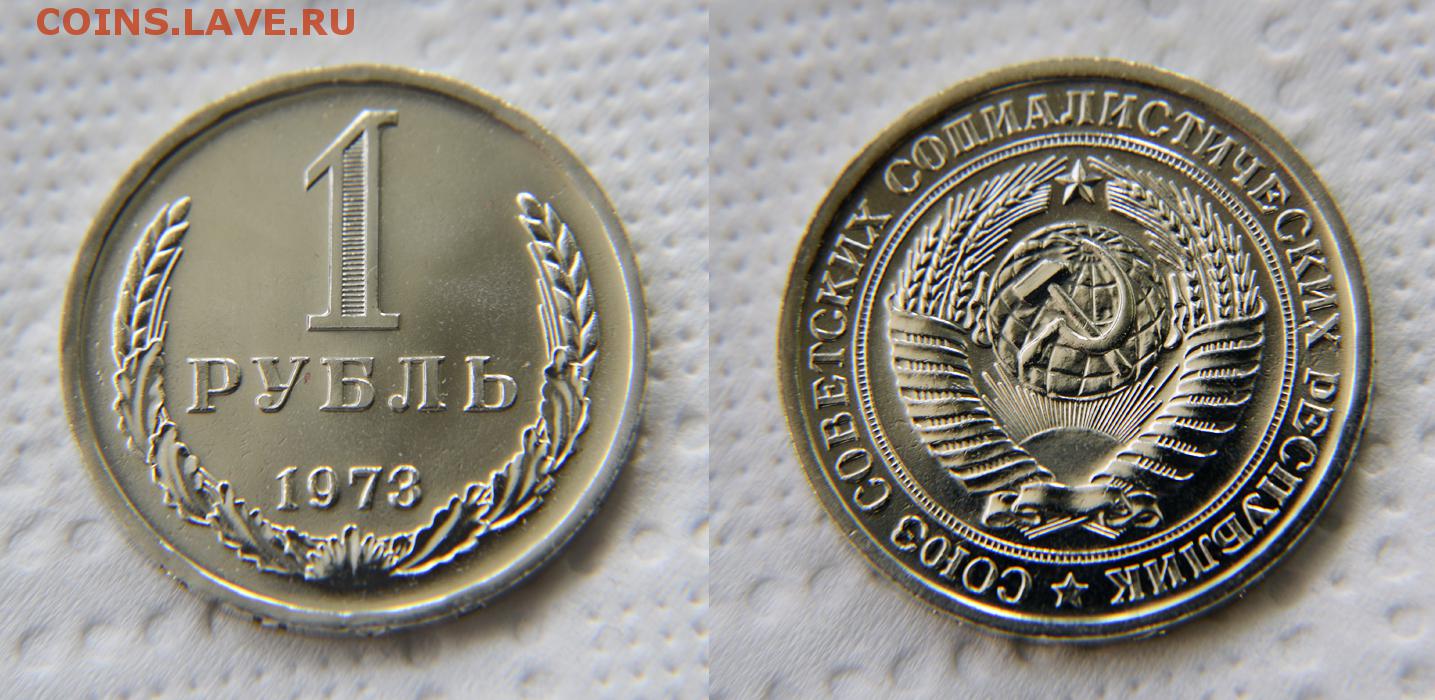 COINS.LAVE.RU
1
РУБЛЬ
1973
СОЮЗ СОВЕТСКИХ СОЦИАЛИСТИЧЕСКИХ РЕСПУБЛИК